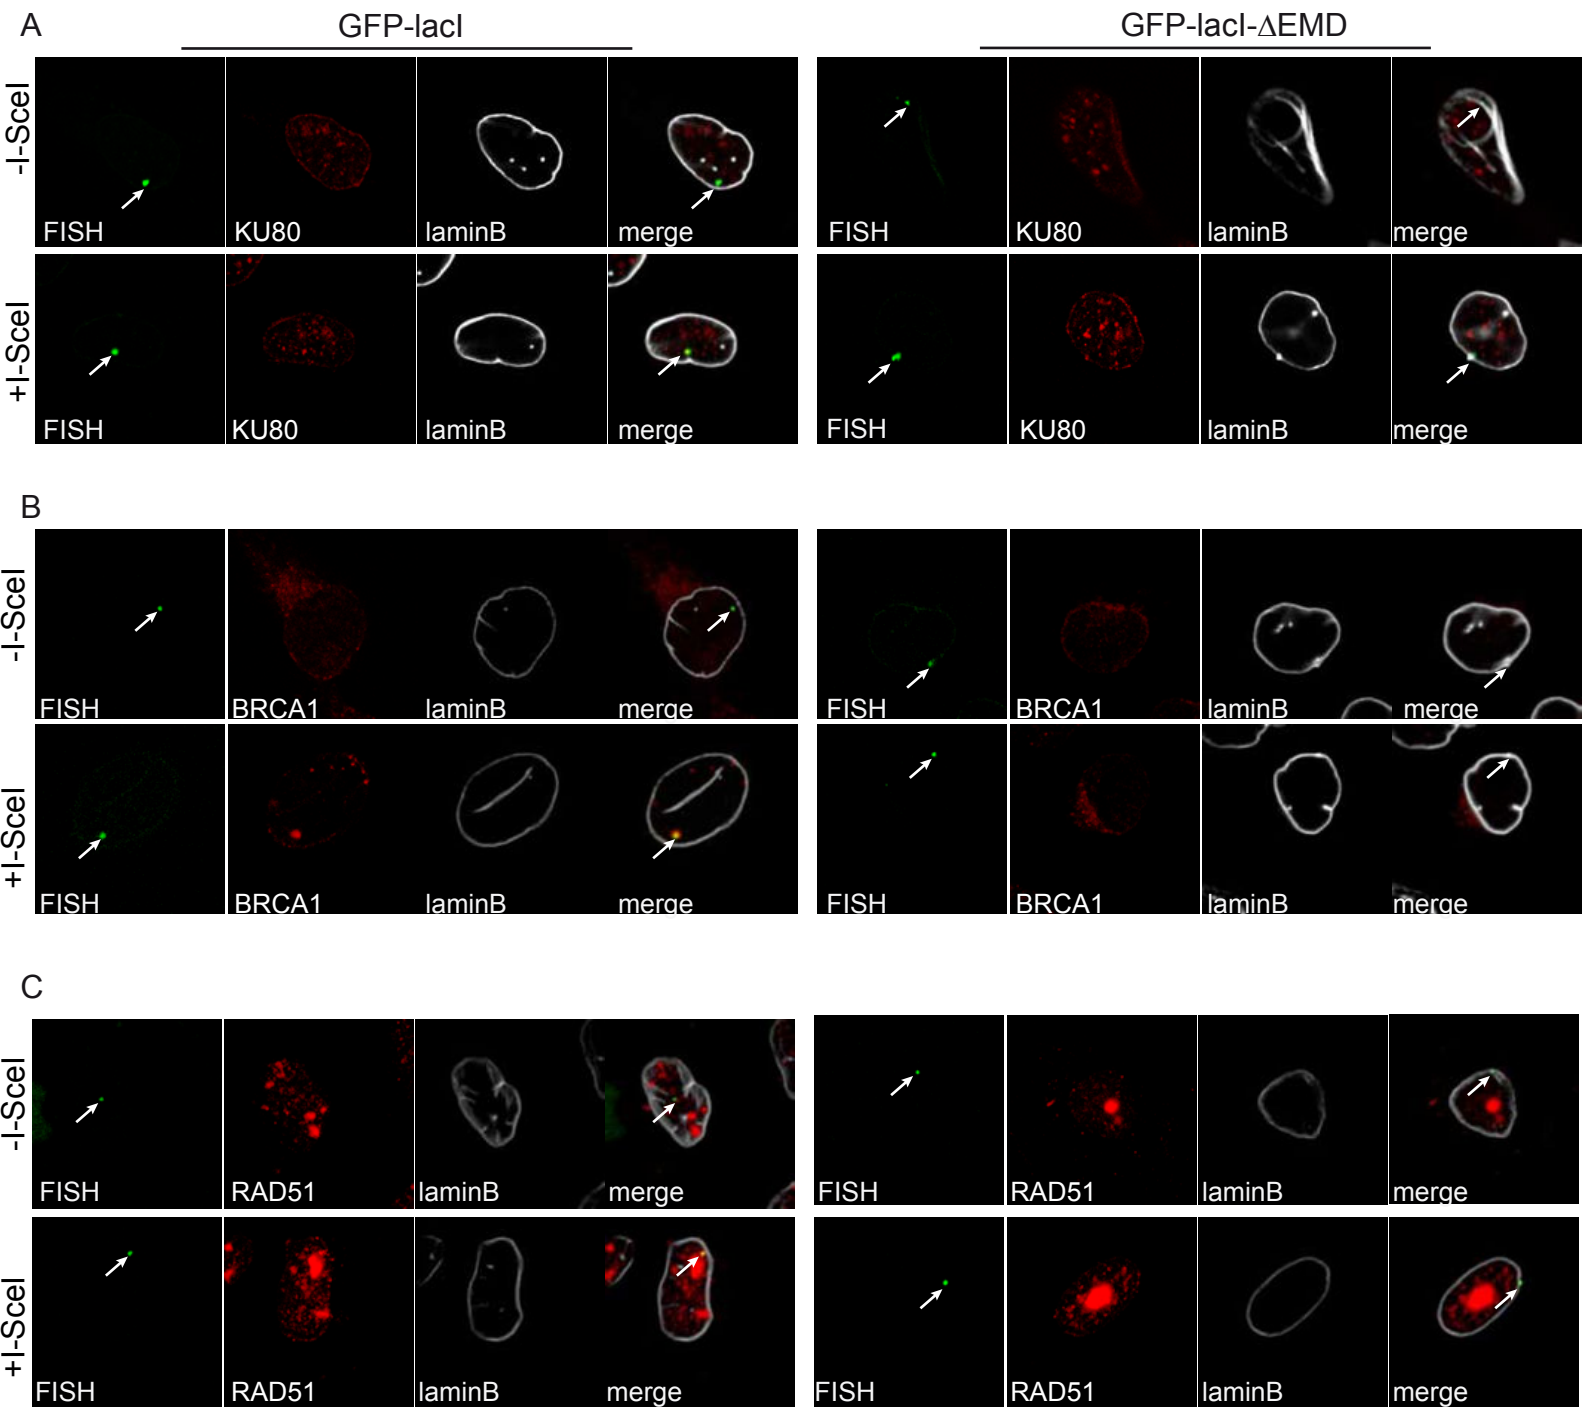 A
GFP-lacI
GFP-lacI-ΔEMD
-I-SceI
FISH KU80 laminB merge FISH KU80 laminB merge
+I-SceI
FISH KU80 laminB merge FISH KU80 laminB merge
B
-I-SceI
FISH BRCA1 laminB merge FISH BRCA1 laminB merge
+I-SceI
FISH BRCA1 laminB merge FISH BRCA1 laminB merge
C
-I-SceI
FISH RAD51 laminB merge FISH RAD51 laminB merge
+I-SceI
FISH RAD51 laminB merge FISH RAD51 laminB merge